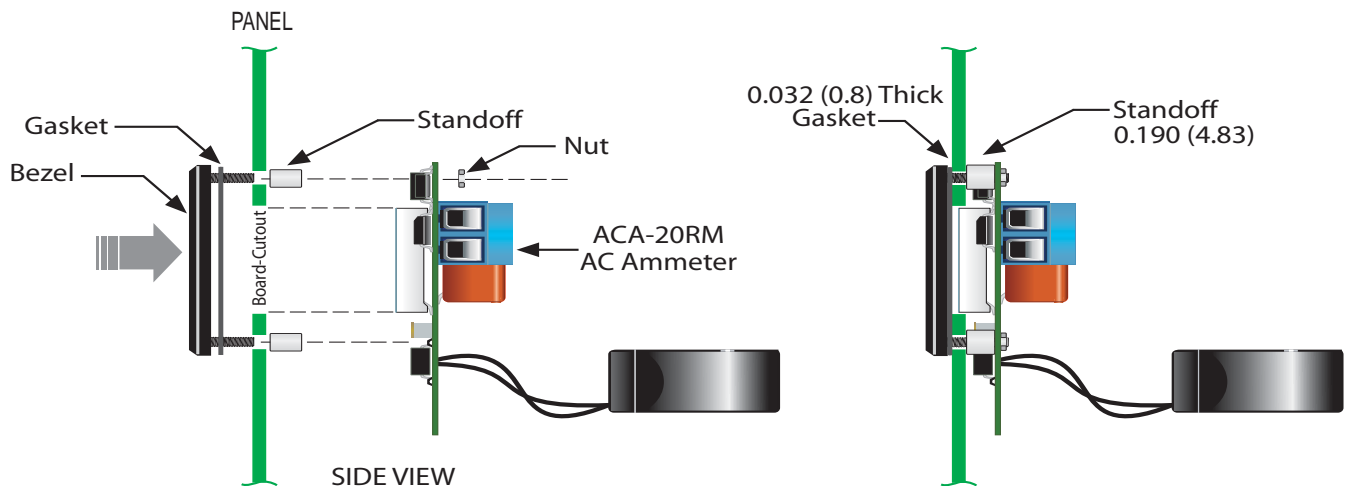 PANEL
Gasket
Standoff
Nut
Bezel
Board-Cutout
ACA-20RM
AC Ammeter
SIDE VIEW
0.032 (0.8) Thick
Gasket
Standoff
0.190 (4.83)